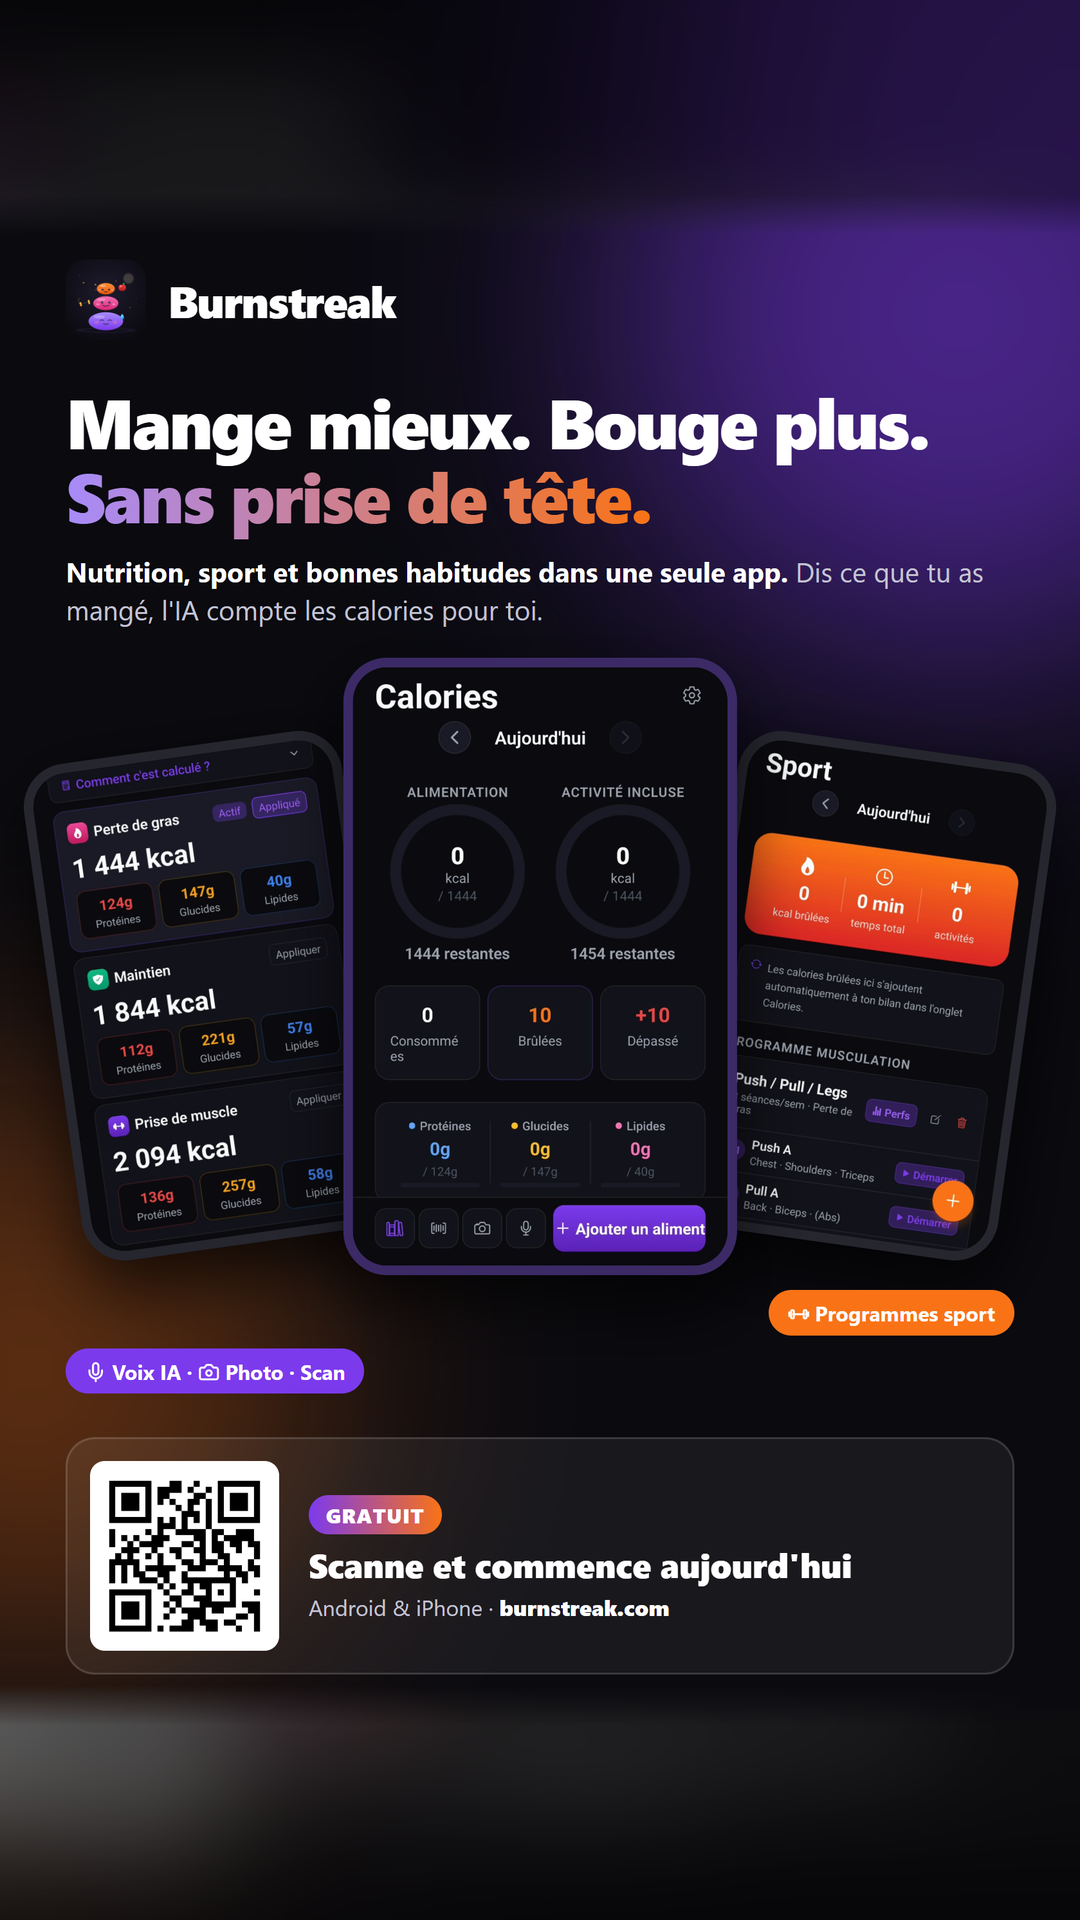 Burnstreak
Mange mieux. Bouge plus.
Sans prise de tête.
Nutrition, sport et bonnes habitudes dans une seule app. Dis ce que tu as
mangé, l'IA compte les calories pour toi.
Comment c'est calculé ?
Perte de gras
Actif
Appliqué
1 444 kcal
124g
Protéines
147g
Glucides
40g
Lipides
Maintien
Appliquer
1 844 kcal
112g
Protéines
221g
Glucides
57g
Lipides
Prise de muscle
Appliquer
2 094 kcal
136g
Protéines
257g
Glucides
58g
Lipides
Calories
Aujourd'hui
ALIMENTATION
0
kcal
/ 1444
1444 restantes
ACTIVITÉ INCLUSE
0
kcal
/ 1444
1454 restantes
0
Consommé
es
10
Brûlées
+10
Dépassé
Protéines
0g
/ 124g
Glucides
0g
/ 147g
Lipides
0g
/ 40g
+ Ajouter un aliment
Sport
Aujourd'hui
0
kcal brûlées
0 min
temps total
0
activités
Les calories brûlées ici s'ajoutent
automatiquement à ton bilan dans l'onglet
Calories.
ROGRAMME MUSCULATION
Push / Pull / Legs
séances/sem · Perte de
ras
Perfs
Push A
Chest · Shoulders · Triceps
Démarrer
Pull A
Back · Biceps · (Abs)
Démarrer
+
Programmes sport
Voix IA · Photo · Scan
GRATUIT
Scanne et commence aujourd'hui
Android & iPhone · burnstreak.com